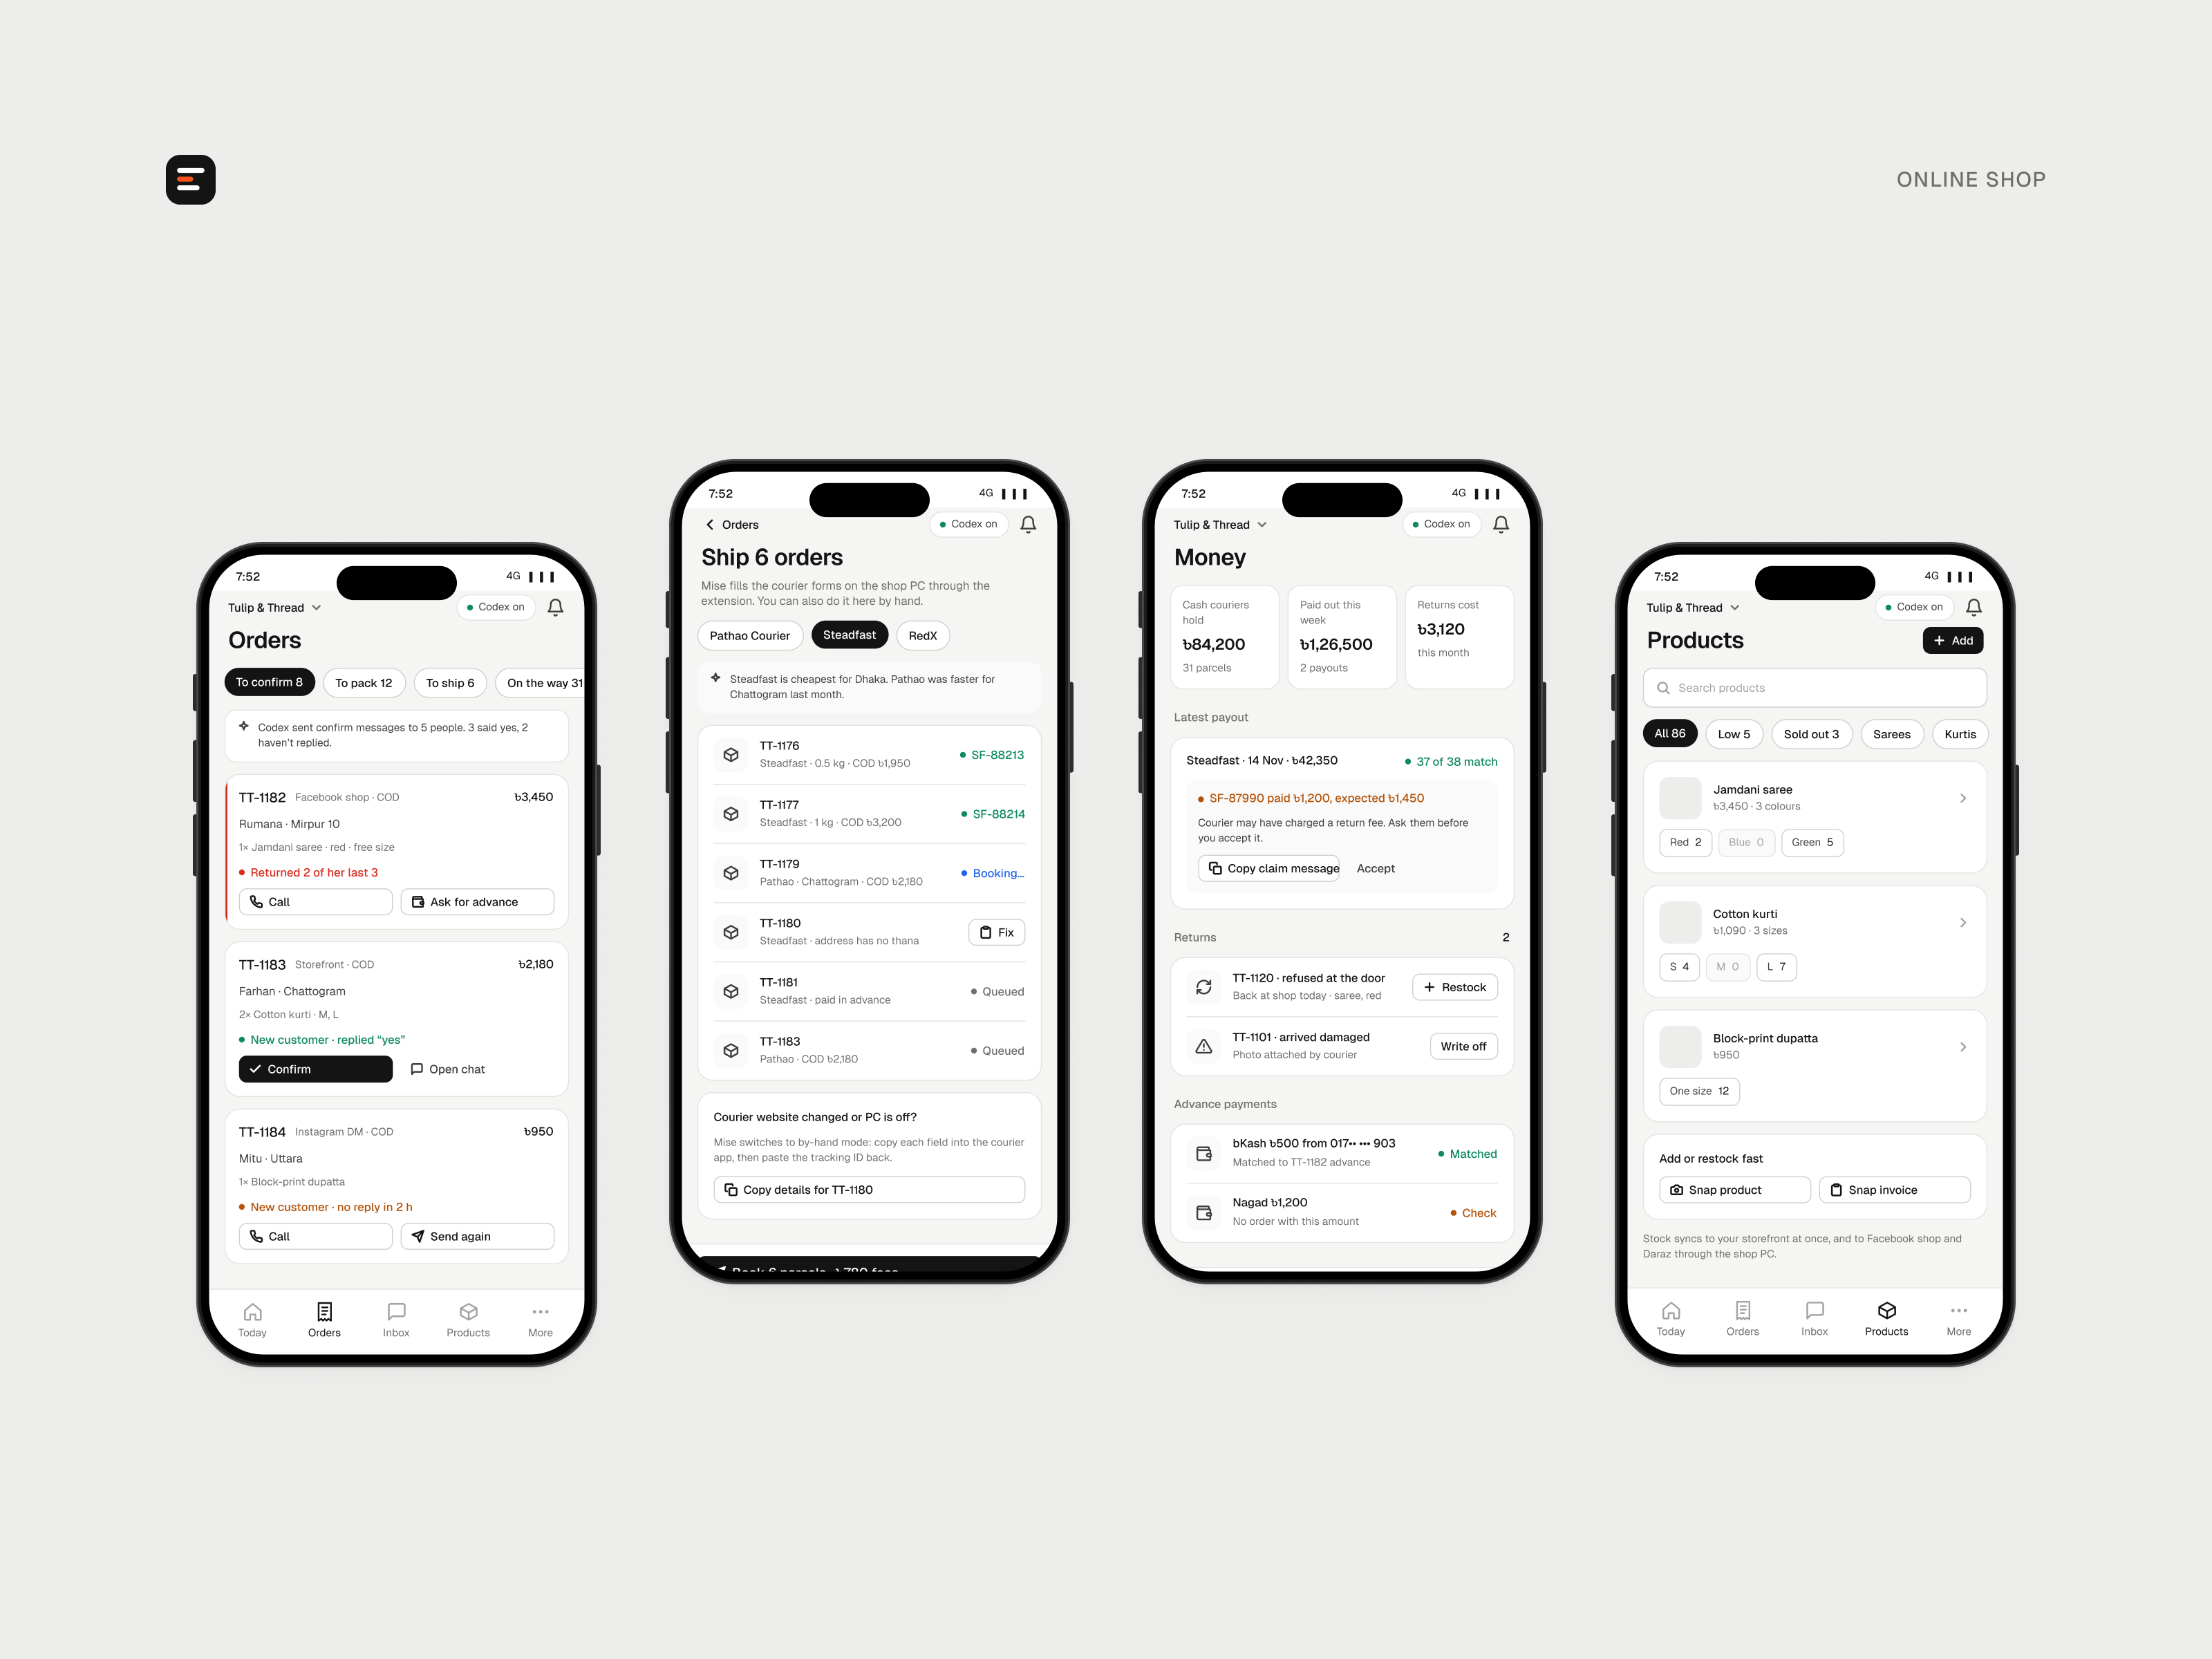 ONLINE SHOP
7:52
4G
Tulip & Thread
Codex on
Orders
To confirm 8
To pack 12
To ship 6
On the way 31
Codex sent confirm messages to 5 people. 3 said yes, 2
haven't replied.
TT-1182 Facebook shop · COD ৳3,450
Rumana · Mirpur 10
1× Jamdani saree · red · free size
Returned 2 of her last 3
Call
Ask for advance
TT-1183 Storefront · COD ৳2,180
Farhan · Chattogram
2× Cotton kurti · M, L
New customer · replied “yes”
Confirm
Open chat
TT-1184 Instagram DM · COD ৳950
Mitu · Uttara
1× Block-print dupatta
New customer · no reply in 2 h
Call
Send again
Today
Orders
Inbox
Products
More
7:52
4G
Orders
Codex on
Ship 6 orders
Mise fills the courier forms on the shop PC through the
extension. You can also do it here by hand.
Pathao Courier
Steadfast
RedX
Steadfast is cheapest for Dhaka. Pathao was faster for
Chattogram last month.
TT-1176
Steadfast · 0.5 kg · COD ৳1,950
SF-88213
TT-1177
Steadfast · 1 kg · COD ৳3,200
SF-88214
TT-1179
Pathao · Chattogram · COD ৳2,180
Booking…
TT-1180
Steadfast · address has no thana
Fix
TT-1181
Steadfast · paid in advance
Queued
TT-1183
Pathao · COD ৳2,180
Queued
Courier website changed or PC is off?
Mise switches to by-hand mode: copy each field into the courier
app, then paste the tracking ID back.
Copy details for TT-1180
Book 6 parcels · ৳780 fees
7:52
4G
Tulip & Thread
Codex on
Money
Cash couriers
hold
৳84,200
31 parcels
Paid out this
week
৳1,26,500
2 payouts
Returns cost
৳3,120
this month
Latest payout
Steadfast · 14 Nov · ৳42,350
37 of 38 match
SF-87990 paid ৳1,200, expected ৳1,450
Courier may have charged a return fee. Ask them before
you accept it.
Copy claim message
Accept
Returns
2
TT-1120 · refused at the door
Back at shop today · saree, red
Restock
TT-1101 · arrived damaged
Photo attached by courier
Write off
Advance payments
bKash ৳500 from 017•• ••• 903
Matched to TT-1182 advance
Matched
Nagad ৳1,200
No order with this amount
Check
7:52
4G
Tulip & Thread
Codex on
Products
Add
Search products
All 86
Low 5
Sold out 3
Sarees
Kurtis
Jamdani saree
৳3,450 · 3 colours
Red 2
Blue 0
Green 5
Cotton kurti
৳1,090 · 3 sizes
S 4
M 0
L 7
Block-print dupatta
৳950
One size 12
Add or restock fast
Snap product
Snap invoice
Stock syncs to your storefront at once, and to Facebook shop and
Daraz through the shop PC.
Today
Orders
Inbox
Products
More